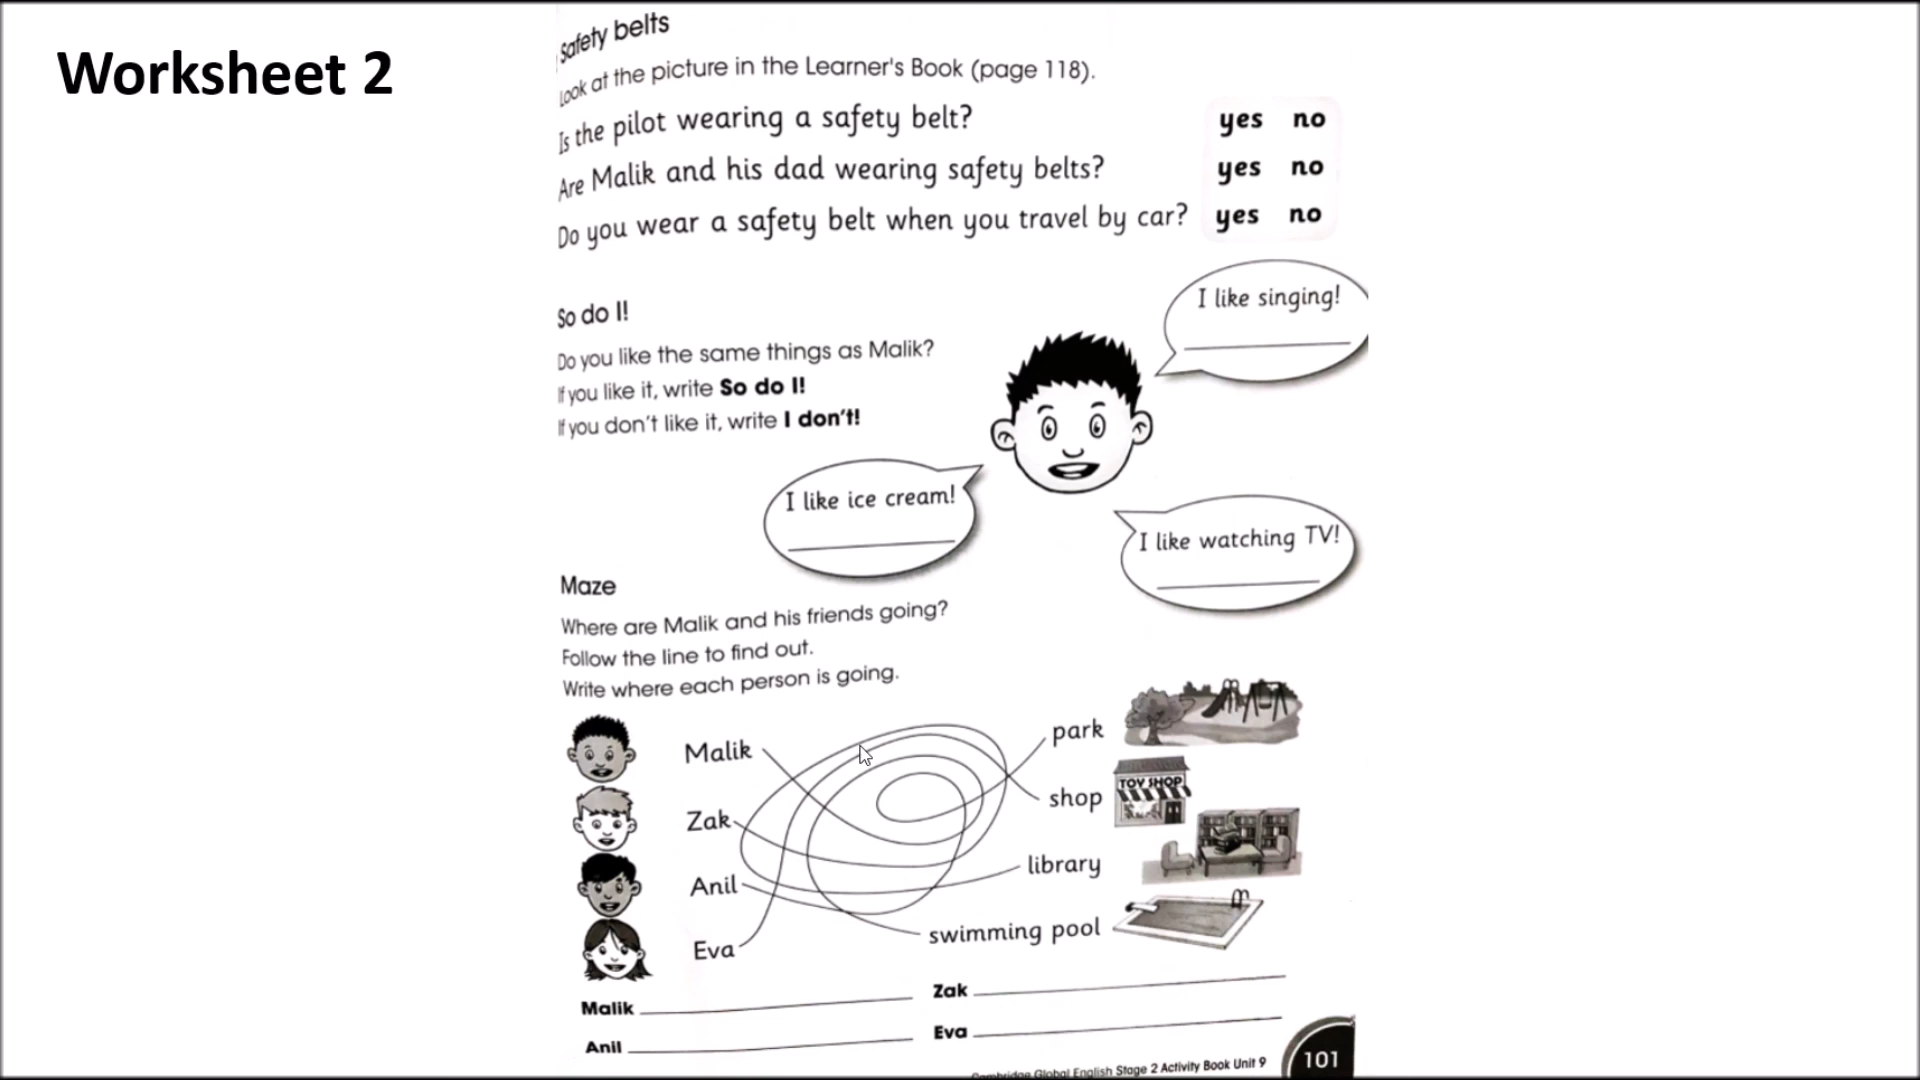 Worksheet 2
Safety belts
Look at the picture in the Learner's Book (page 118).
Is the pilot wearing a safety belt? yes no
Are Malik and his dad wearing safety belts? yes no
Do you wear a safety belt when you travel by car? yes no
I like singing!
So do I!
Do you like the same things as Malik?
If you like it, write So do I!
If you don't like it, write I don't!
I like ice cream!
I like watching TV!
Maze
Where are Malik and his friends going?
Follow the line to find out.
Write where each person is going.
Malik
park
TOY SHOP
Zak
shop
Anil
library
Eva
swimming pool
Malik
Zak
Anil
Eva
Cambridge Global English Stage 2 Activity Book Unit 9
101